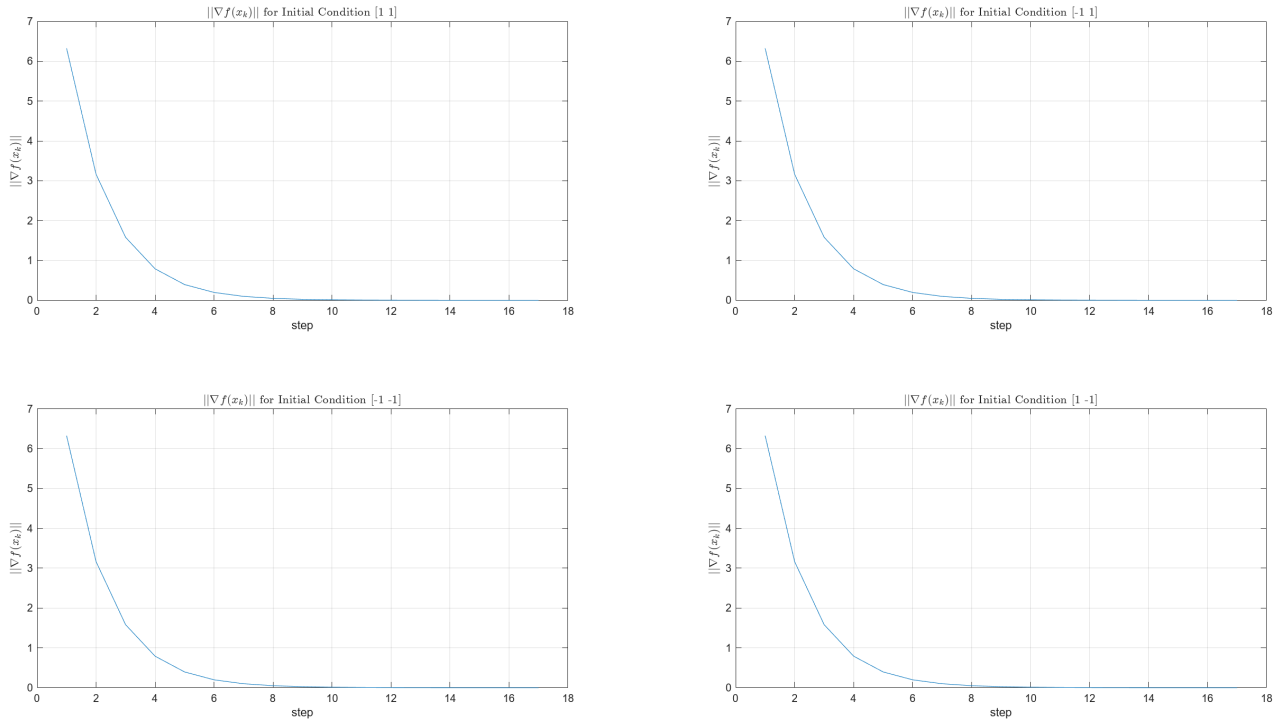 ||∇f(x_k)|| for Initial Condition [1 1]
||∇f(x_k)||
7
6
5
4
3
2
1
0
0 2 4 6 8 10 12 14 16 18
step
||∇f(x_k)|| for Initial Condition [-1 1]
||∇f(x_k)||
7
6
5
4
3
2
1
0
0 2 4 6 8 10 12 14 16 18
step
||∇f(x_k)|| for Initial Condition [-1 -1]
||∇f(x_k)||
7
6
5
4
3
2
1
0
0 2 4 6 8 10 12 14 16 18
step
||∇f(x_k)|| for Initial Condition [1 -1]
||∇f(x_k)||
7
6
5
4
3
2
1
0
0 2 4 6 8 10 12 14 16 18
step